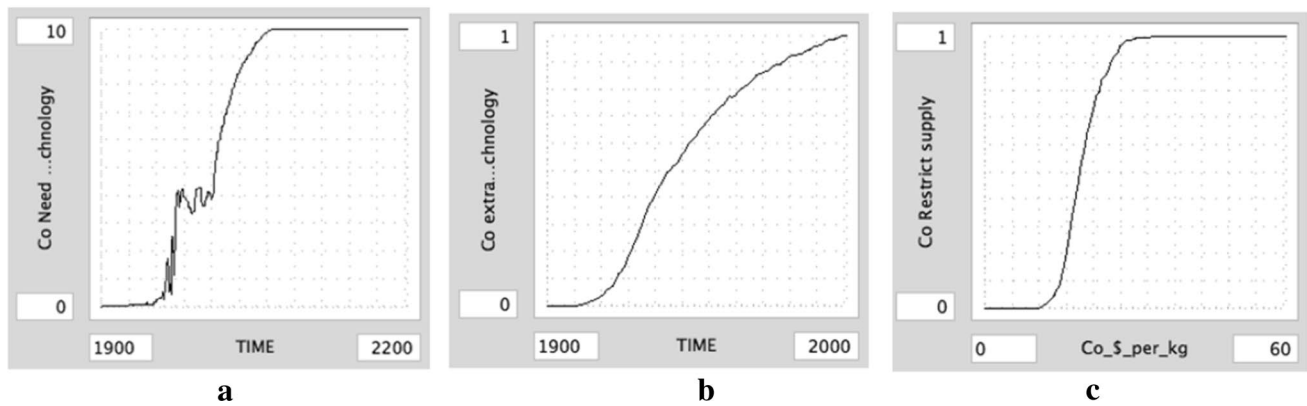 10
Co Need ...chnology
0
1900
TIME
2200
a
1
Co extra...chnology
0
1900
TIME
2000
b
1
Co Restrict supply
0
0
Co_$_per_kg
60
c